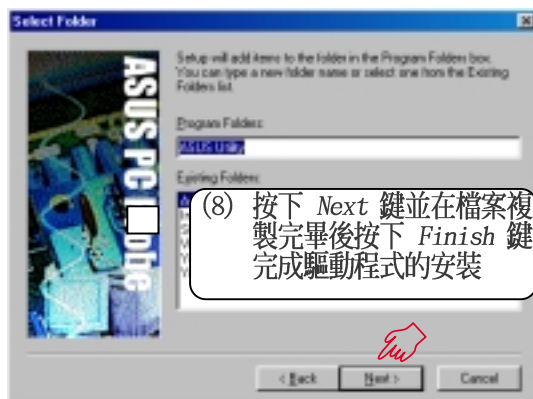 Select Folder
Setup will add items to the folder in the Program Folders box.
You can type a new folder name or select one from the Existing
Folders list.
Program Folders:
ASUS Utility
Existing Folders:
ASUS PC Probe
(8) 按下 Next 鍵並在檔案複
製完畢後按下 Finish 鍵
完成驅動程式的安裝
< Back
Next >
Cancel